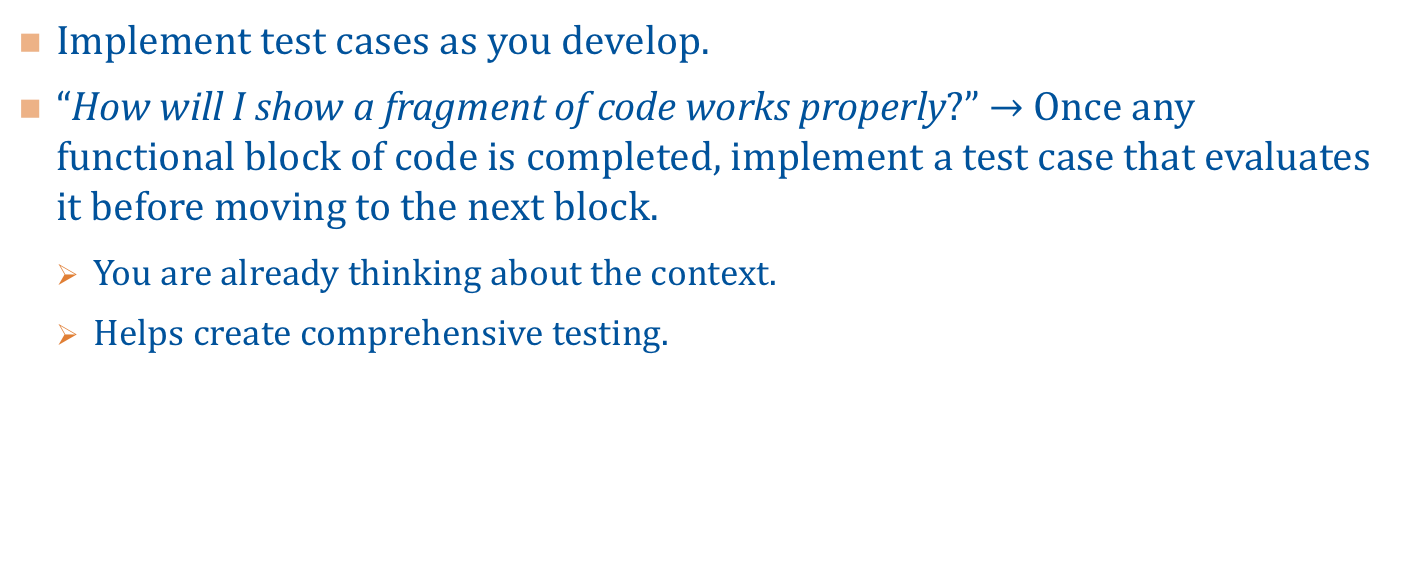 Implement test cases as you develop.
“How will I show a fragment of code works properly?” → Once any
functional block of code is completed, implement a test case that evaluates
it before moving to the next block.
You are already thinking about the context.
Helps create comprehensive testing.